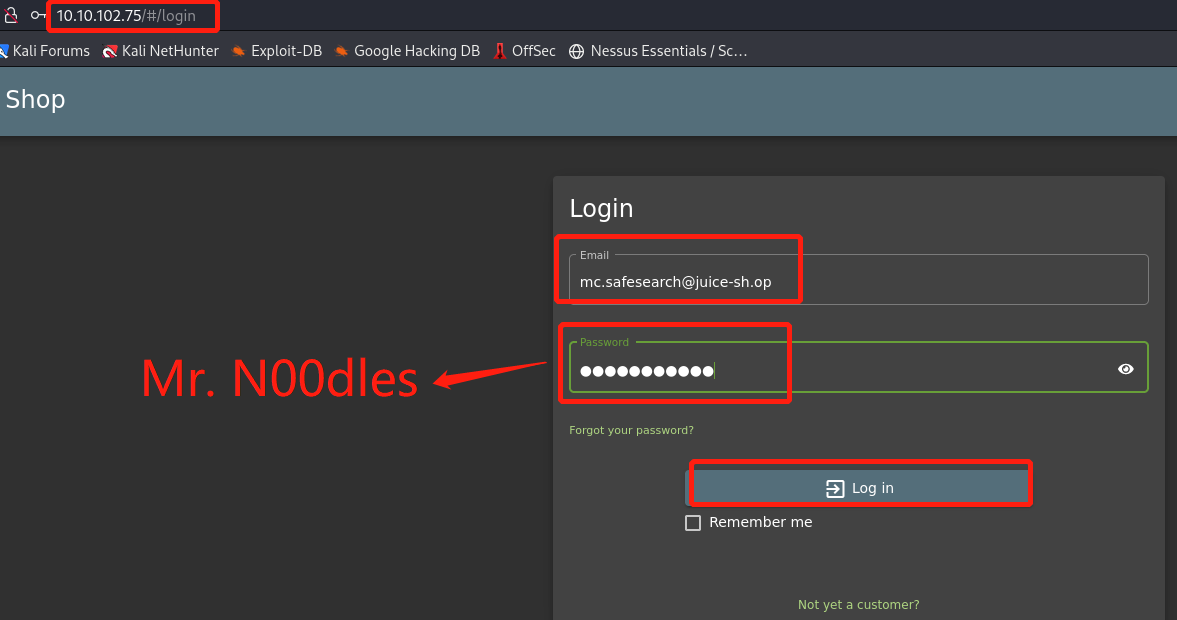 10.10.102.75/#/login
Kali Forums Kali NetHunter Exploit-DB Google Hacking DB OffSec Nessus Essentials / Sc…
Shop
Login
Email
mc.safesearch@juice-sh.op
Password
●●●●●●●●●●●
Mr. N00dles
Forgot your password?
Log in
Remember me
Not yet a customer?